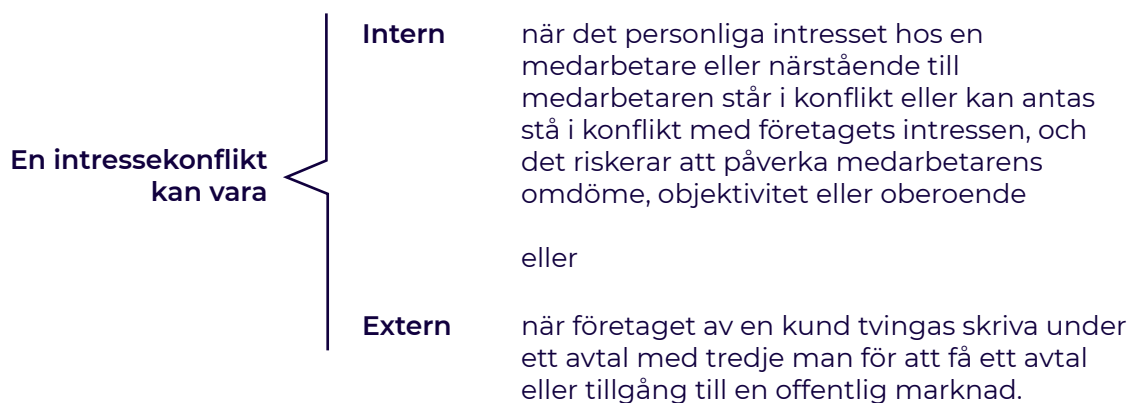 En intressekonflikt
kan vara
Intern
när det personliga intresset hos en
medarbetare eller närstående till
medarbetaren står i konflikt eller kan antas
stå i konflikt med företagets intressen, och
det riskerar att påverka medarbetarens
omdöme, objektivitet eller oberoende
eller
Extern
när företaget av en kund tvingas skriva under
ett avtal med tredje man för att få ett avtal
eller tillgång till en offentlig marknad.